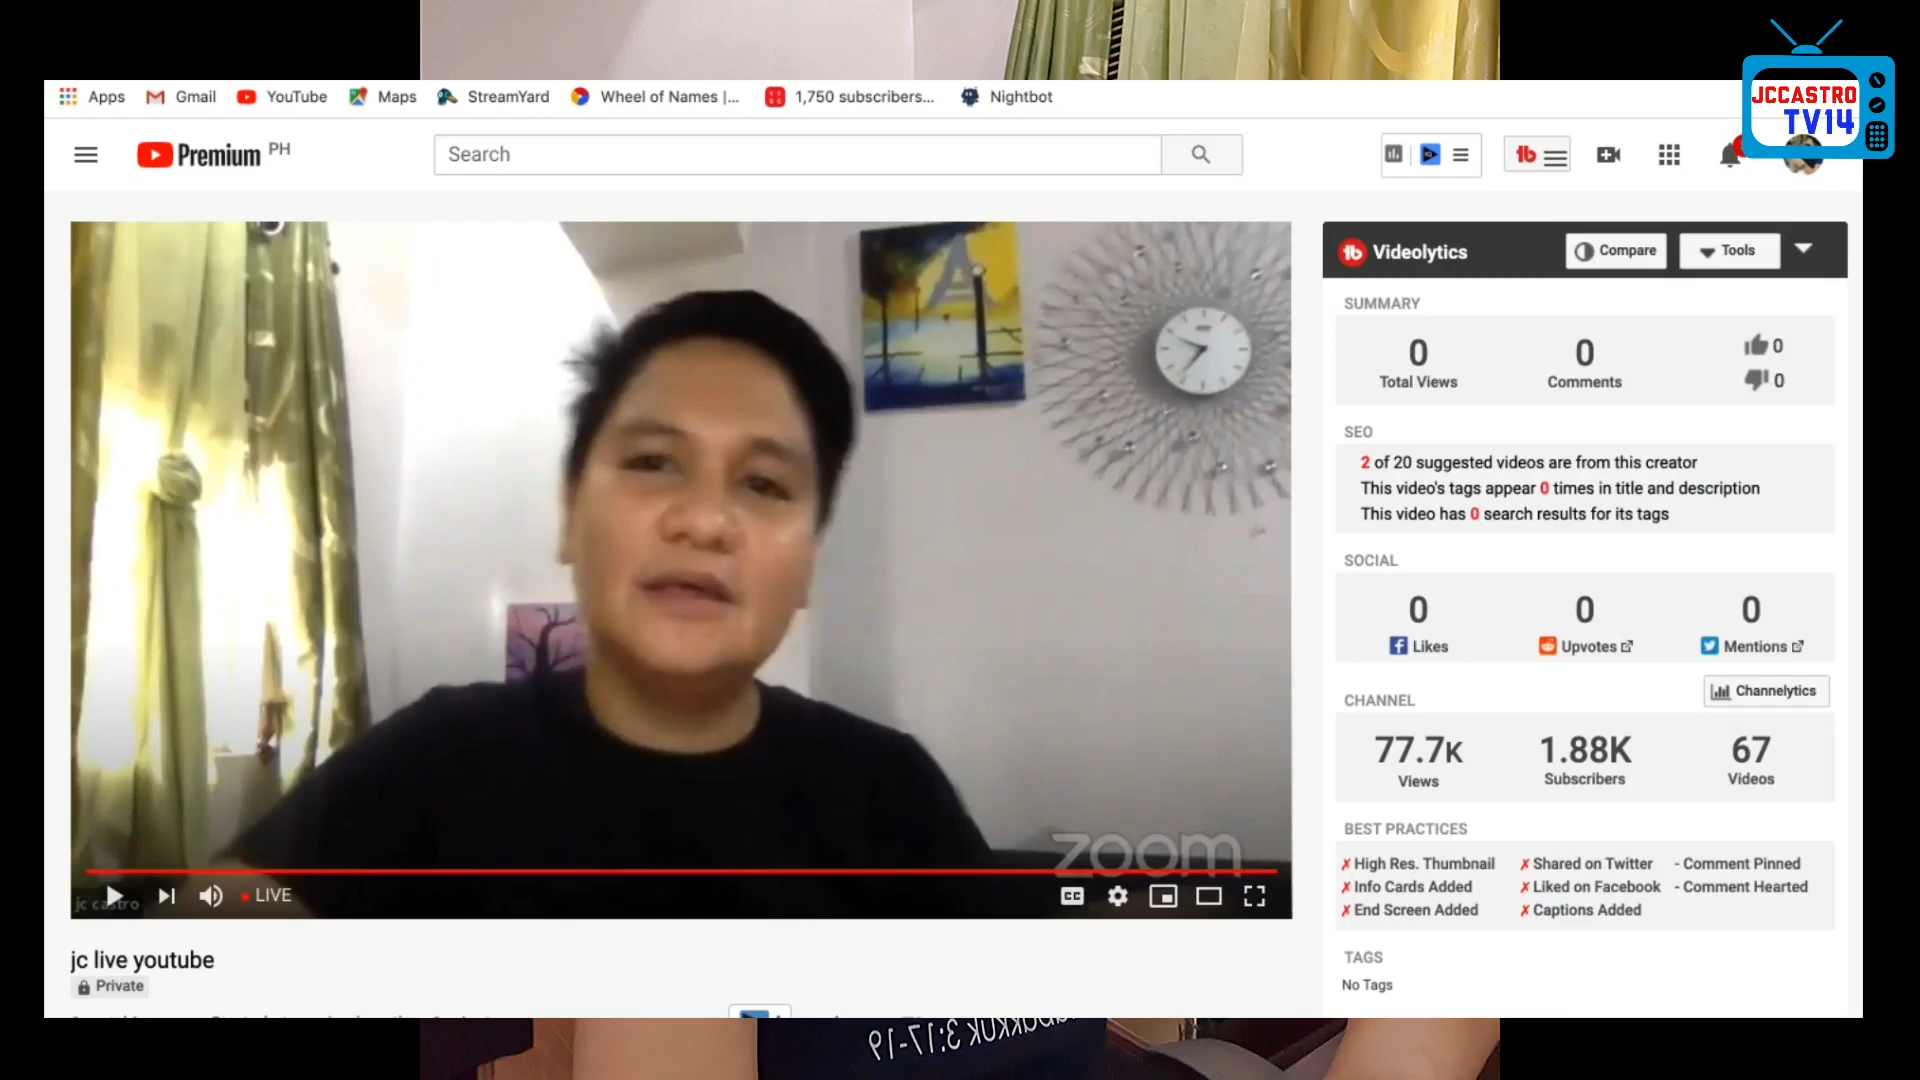 Apps Gmail YouTube Maps StreamYard Wheel of Names |... 1,750 subscribers... Nightbot
JCCASTRO
TV14
Premium PH
Search
Videolytics Compare Tools
SUMMARY
0 0 0
Total Views Comments 0
SEO
2 of 20 suggested videos are from this creator
This video's tags appear 0 times in title and description
This video has 0 search results for its tags
SOCIAL
0 0 0
Likes Upvotes Mentions
CHANNEL Channelytics
77.7K 1.88K 67
Views Subscribers Videos
BEST PRACTICES
✗ High Res. Thumbnail ✗ Shared on Twitter - Comment Pinned
✗ Info Cards Added ✗ Liked on Facebook - Comment Hearted
✗ End Screen Added ✗ Captions Added
TAGS
No Tags
zoom
LIVE
jc castro
jc live youtube
Private
3:17-19